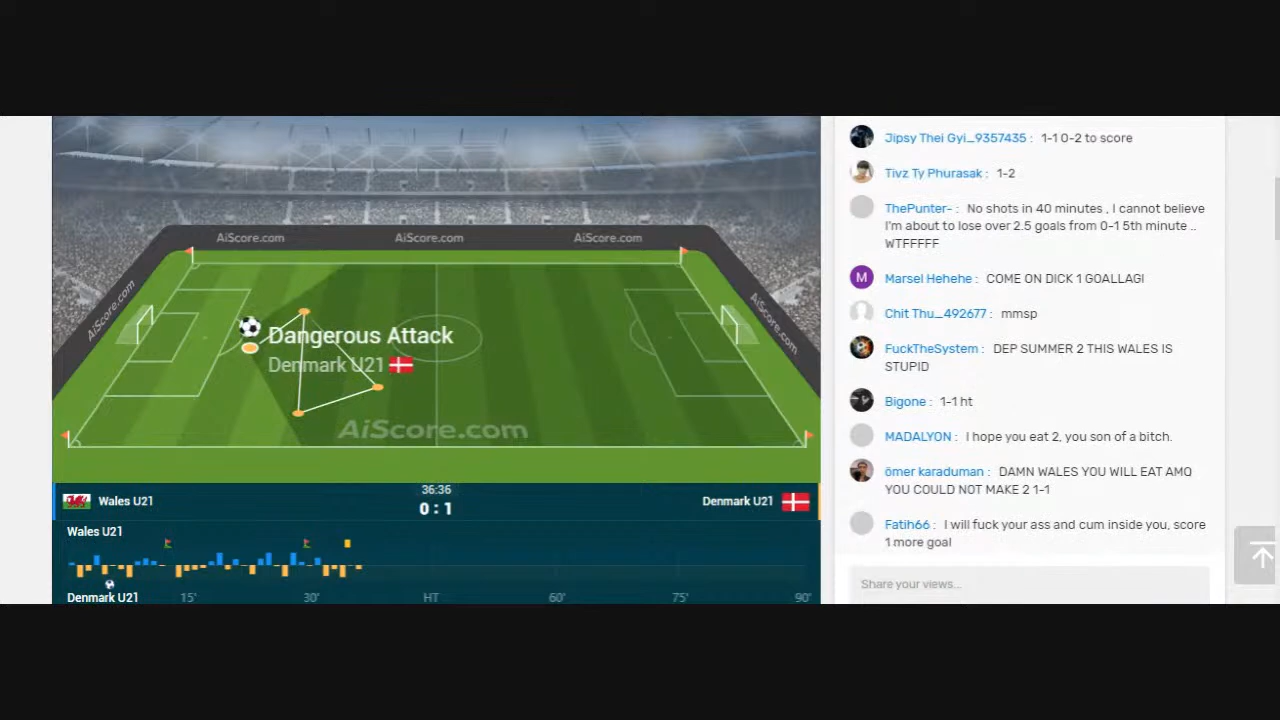 AiScore.com
AiScore.com
AiScore.com
AiScore.com
AiScore.com
Dangerous Attack
Denmark U21
AiScore.com
Wales U21
36:36
0 : 1
Denmark U21
Wales U21
Denmark U21
15'
30'
HT
60'
75'
90'
Jipsy Thei Gyi_9357435 : 1-1 0-2 to score
Tivz Ty Phurasak : 1-2
ThePunter- : No shots in 40 minutes , I cannot believe
I'm about to lose over 2.5 goals from 0-1 5th minute ..
WTFFFFF
M
Marsel Hehehe : COME ON DICK 1 GOALLAGI
Chit Thu_492677 : mmsp
FuckTheSystem : DEP SUMMER 2 THIS WALES IS
STUPID
Bigone : 1-1 ht
MADALYON : I hope you eat 2, you son of a bitch.
ömer karaduman : DAMN WALES YOU WILL EAT AMQ
YOU COULD NOT MAKE 2 1-1
Fatih66 : I will fuck your ass and cum inside you, score
1 more goal
Share your views...